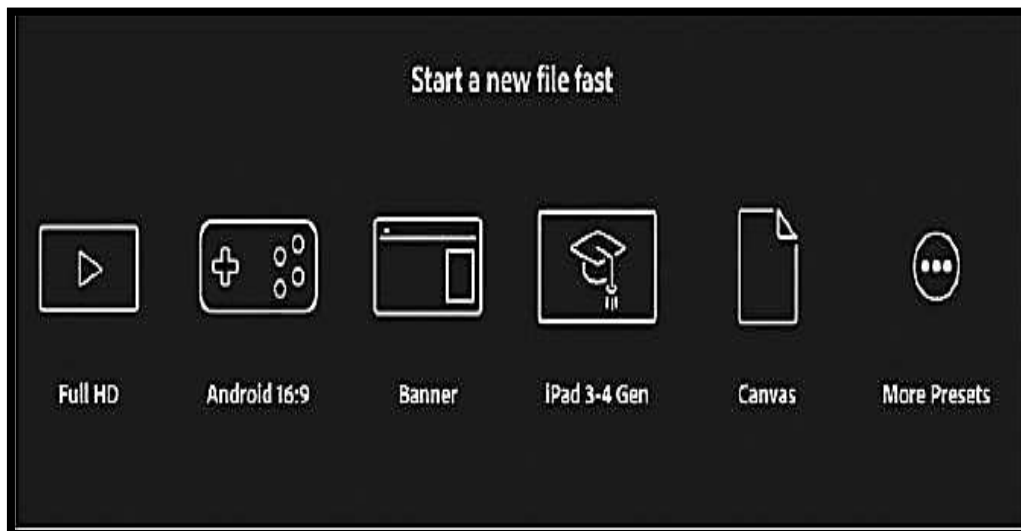 Start a new file fast
Full HD
Android 16:9
Banner
iPad 3-4 Gen
Canvas
More Presets